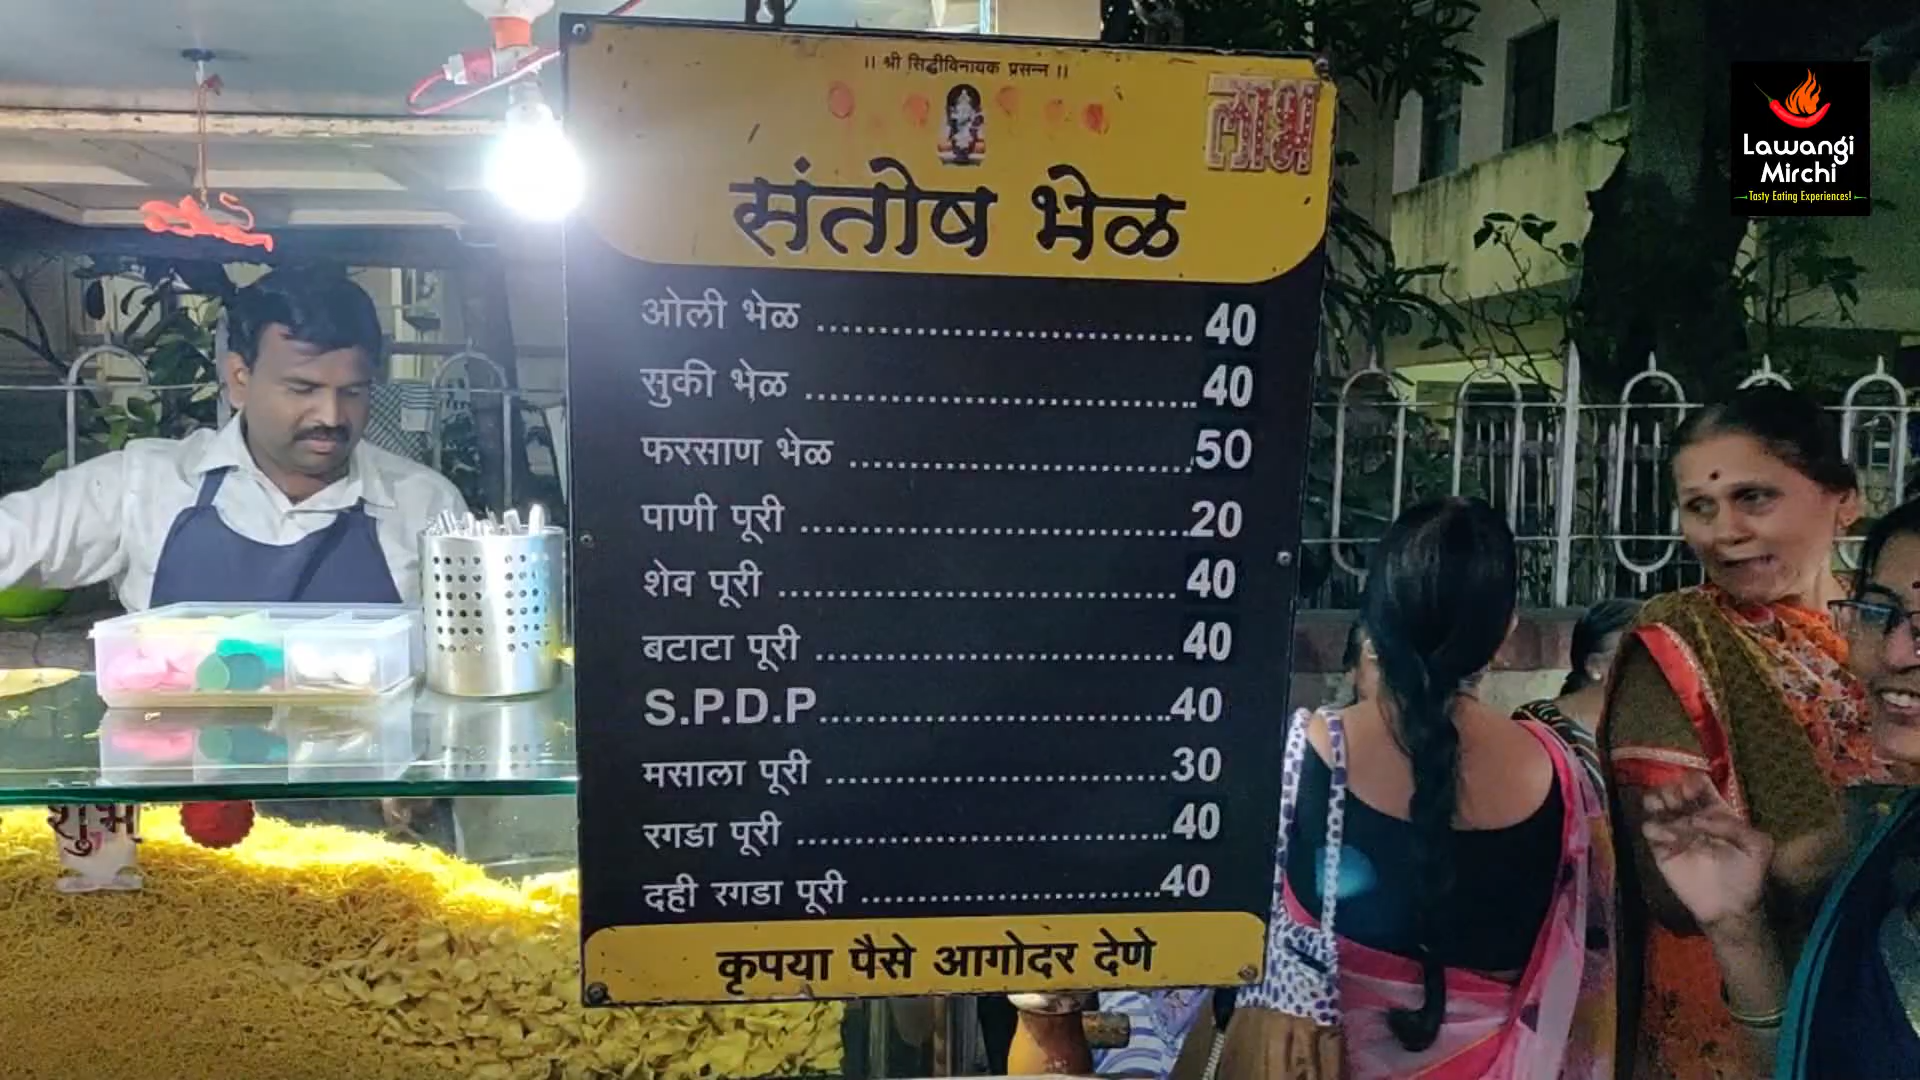 ।। श्री सिद्धीविनायक प्रसन्न ।।
लाभ
संतोष भेळ
ओली भेळ ........................................ 40
सुकी भेळ ........................................ 40
फरसाण भेळ ........................................ 50
पाणी पूरी ........................................ 20
शेव पूरी ........................................ 40
बटाटा पूरी ........................................ 40
S.P.D.P ........................................ 40
मसाला पूरी ........................................ 30
रगडा पूरी ........................................ 40
दही रगडा पूरी ........................................ 40
कृपया पैसे आगोदर देणे
शुभ
Lawangi
Mirchi
Tasty Eating Experiences!